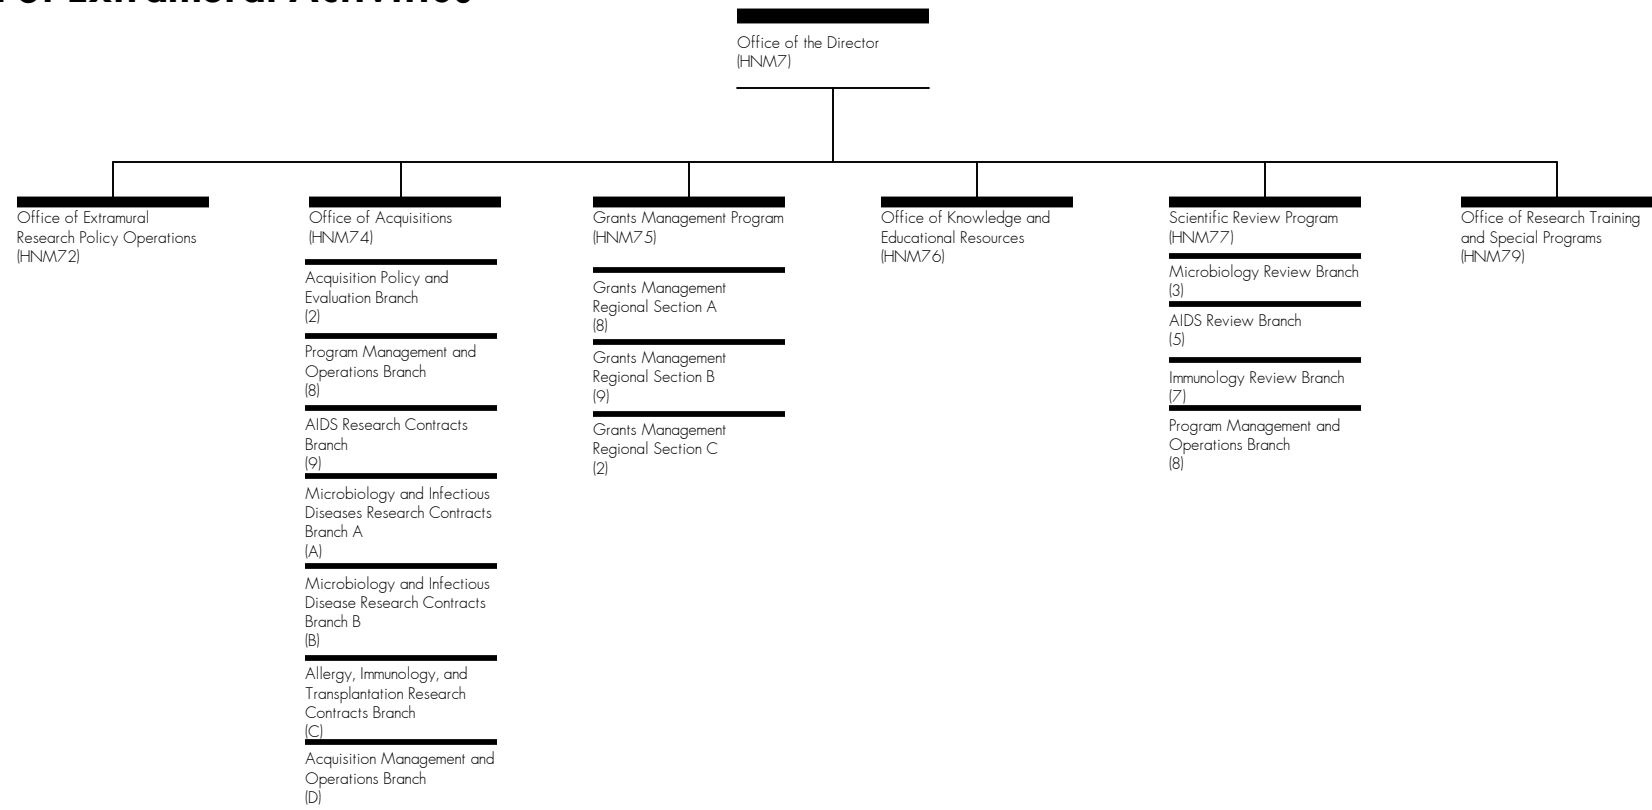 of Extramural Activities
Office of the Director
(HNM7)
Office of Extramural
Research Policy Operations
(HNM72)
Office of Acquisitions
(HNM74)
Acquisition Policy and
Evaluation Branch
(2)
Program Management and
Operations Branch
(8)
AIDS Research Contracts
Branch
(9)
Microbiology and Infectious
Diseases Research Contracts
Branch A
(A)
Microbiology and Infectious
Disease Research Contracts
Branch B
(B)
Allergy, Immunology, and
Transplantation Research
Contracts Branch
(C)
Acquisition Management and
Operations Branch
(D)
Grants Management Program
(HNM75)
Grants Management
Regional Section A
(8)
Grants Management
Regional Section B
(9)
Grants Management
Regional Section C
(2)
Office of Knowledge and
Educational Resources
(HNM76)
Scientific Review Program
(HNM77)
Microbiology Review Branch
(3)
AIDS Review Branch
(5)
Immunology Review Branch
(7)
Program Management and
Operations Branch
(8)
Office of Research Training
and Special Programs
(HNM79)